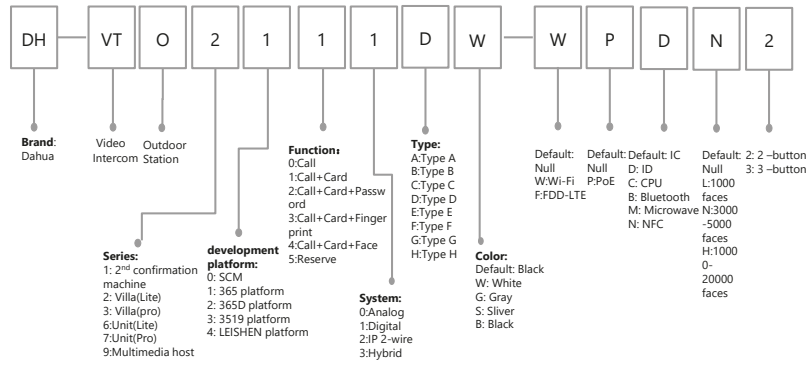 DH VT O 2 1 1 1 D W W P D N 2
Brand:
Dahua
Video
Intercom
Outdoor
Station
Series:
1: 2nd confirmation
machine
2: Villa(Lite)
3: Villa(pro)
6:Unit(Lite)
7:Unit(Pro)
9:Multimedia host
development
platform:
0: SCM
1: 365 platform
2: 365D platform
3: 3519 platform
4: LEISHEN platform
Function:
0:Call
1:Call+Card
2:Call+Card+Passw
ord
3:Call+Card+Finger
print
4:Call+Card+Face
5:Reserve
System:
0:Analog
1:Digital
2:IP 2-wire
3:Hybrid
Type:
A:Type A
B:Type B
C:Type C
D:Type D
E:Type E
F:Type F
G:Type G
H:Type H
Color:
Default: Black
W: White
G: Gray
S: Sliver
B: Black
Default:
Null
W:Wi-Fi
F:FDD-LTE
Default:
Null
P:PoE
Default: IC
D: ID
C: CPU
B: Bluetooth
M: Microwave
N: NFC
Default:
Null
L:1000
faces
N:3000
-5000
faces
H:1000
0-
20000
faces
2: 2 –button
3: 3 –button